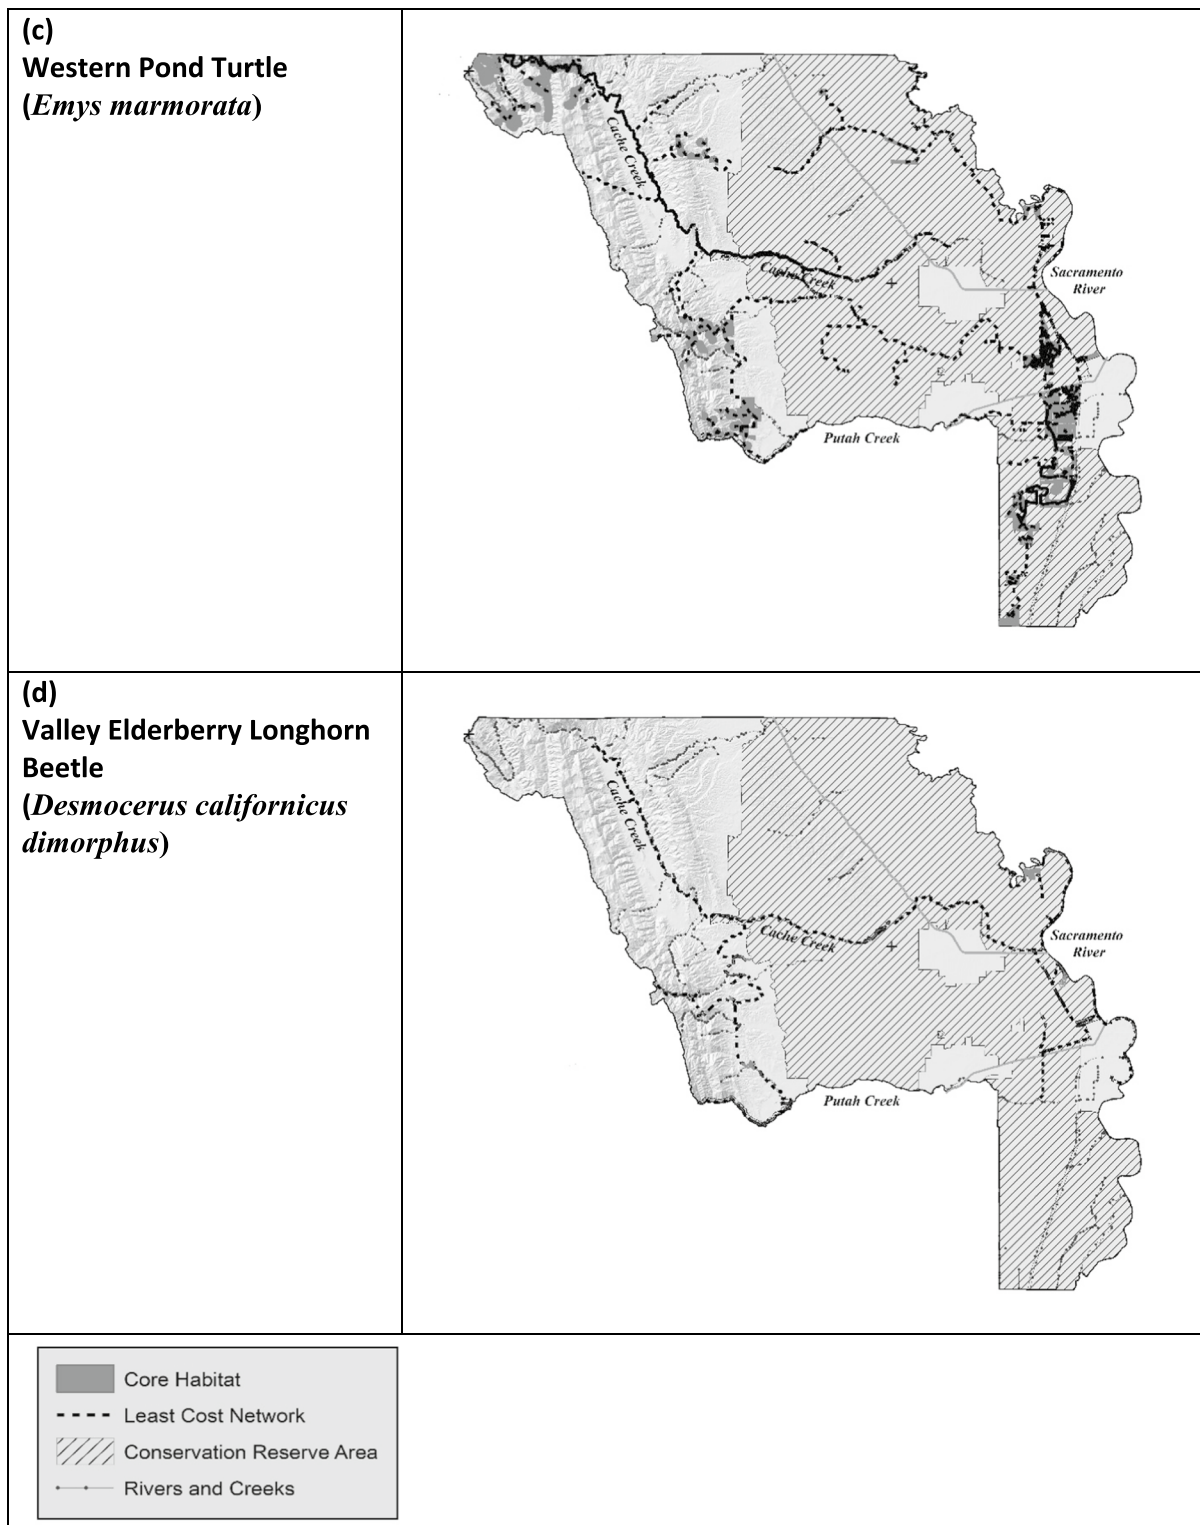 (c)
Western Pond Turtle
(Emys marmorata)
Cache Creek
Cache Creek
Sacramento
River
Putah Creek
(d)
Valley Elderberry Longhorn
Beetle
(Desmocerus californicus
dimorphus)
Cache Creek
Cache Creek
Sacramento
River
Putah Creek
Core Habitat
Least Cost Network
Conservation Reserve Area
Rivers and Creeks